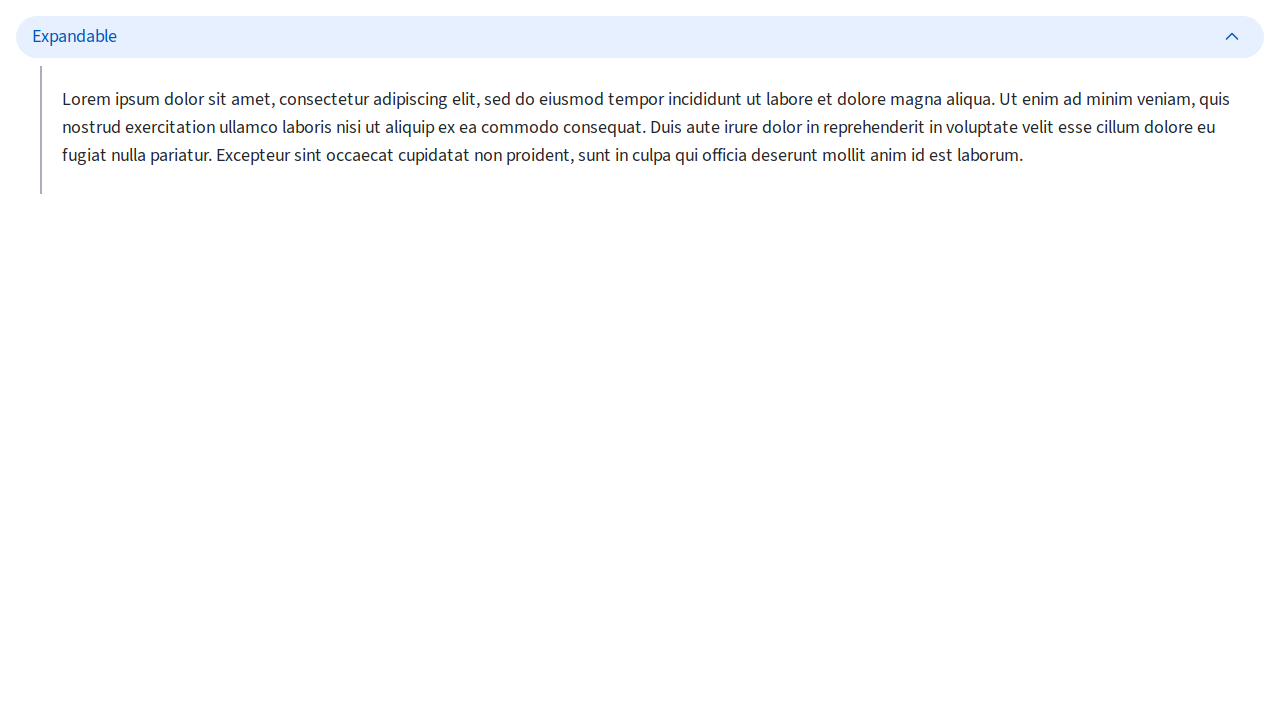 Expandable
Lorem ipsum dolor sit amet, consectetur adipiscing elit, sed do eiusmod tempor incididunt ut labore et dolore magna aliqua. Ut enim ad minim veniam, quis
nostrud exercitation ullamco laboris nisi ut aliquip ex ea commodo consequat. Duis aute irure dolor in reprehenderit in voluptate velit esse cillum dolore eu
fugiat nulla pariatur. Excepteur sint occaecat cupidatat non proident, sunt in culpa qui officia deserunt mollit anim id est laborum.